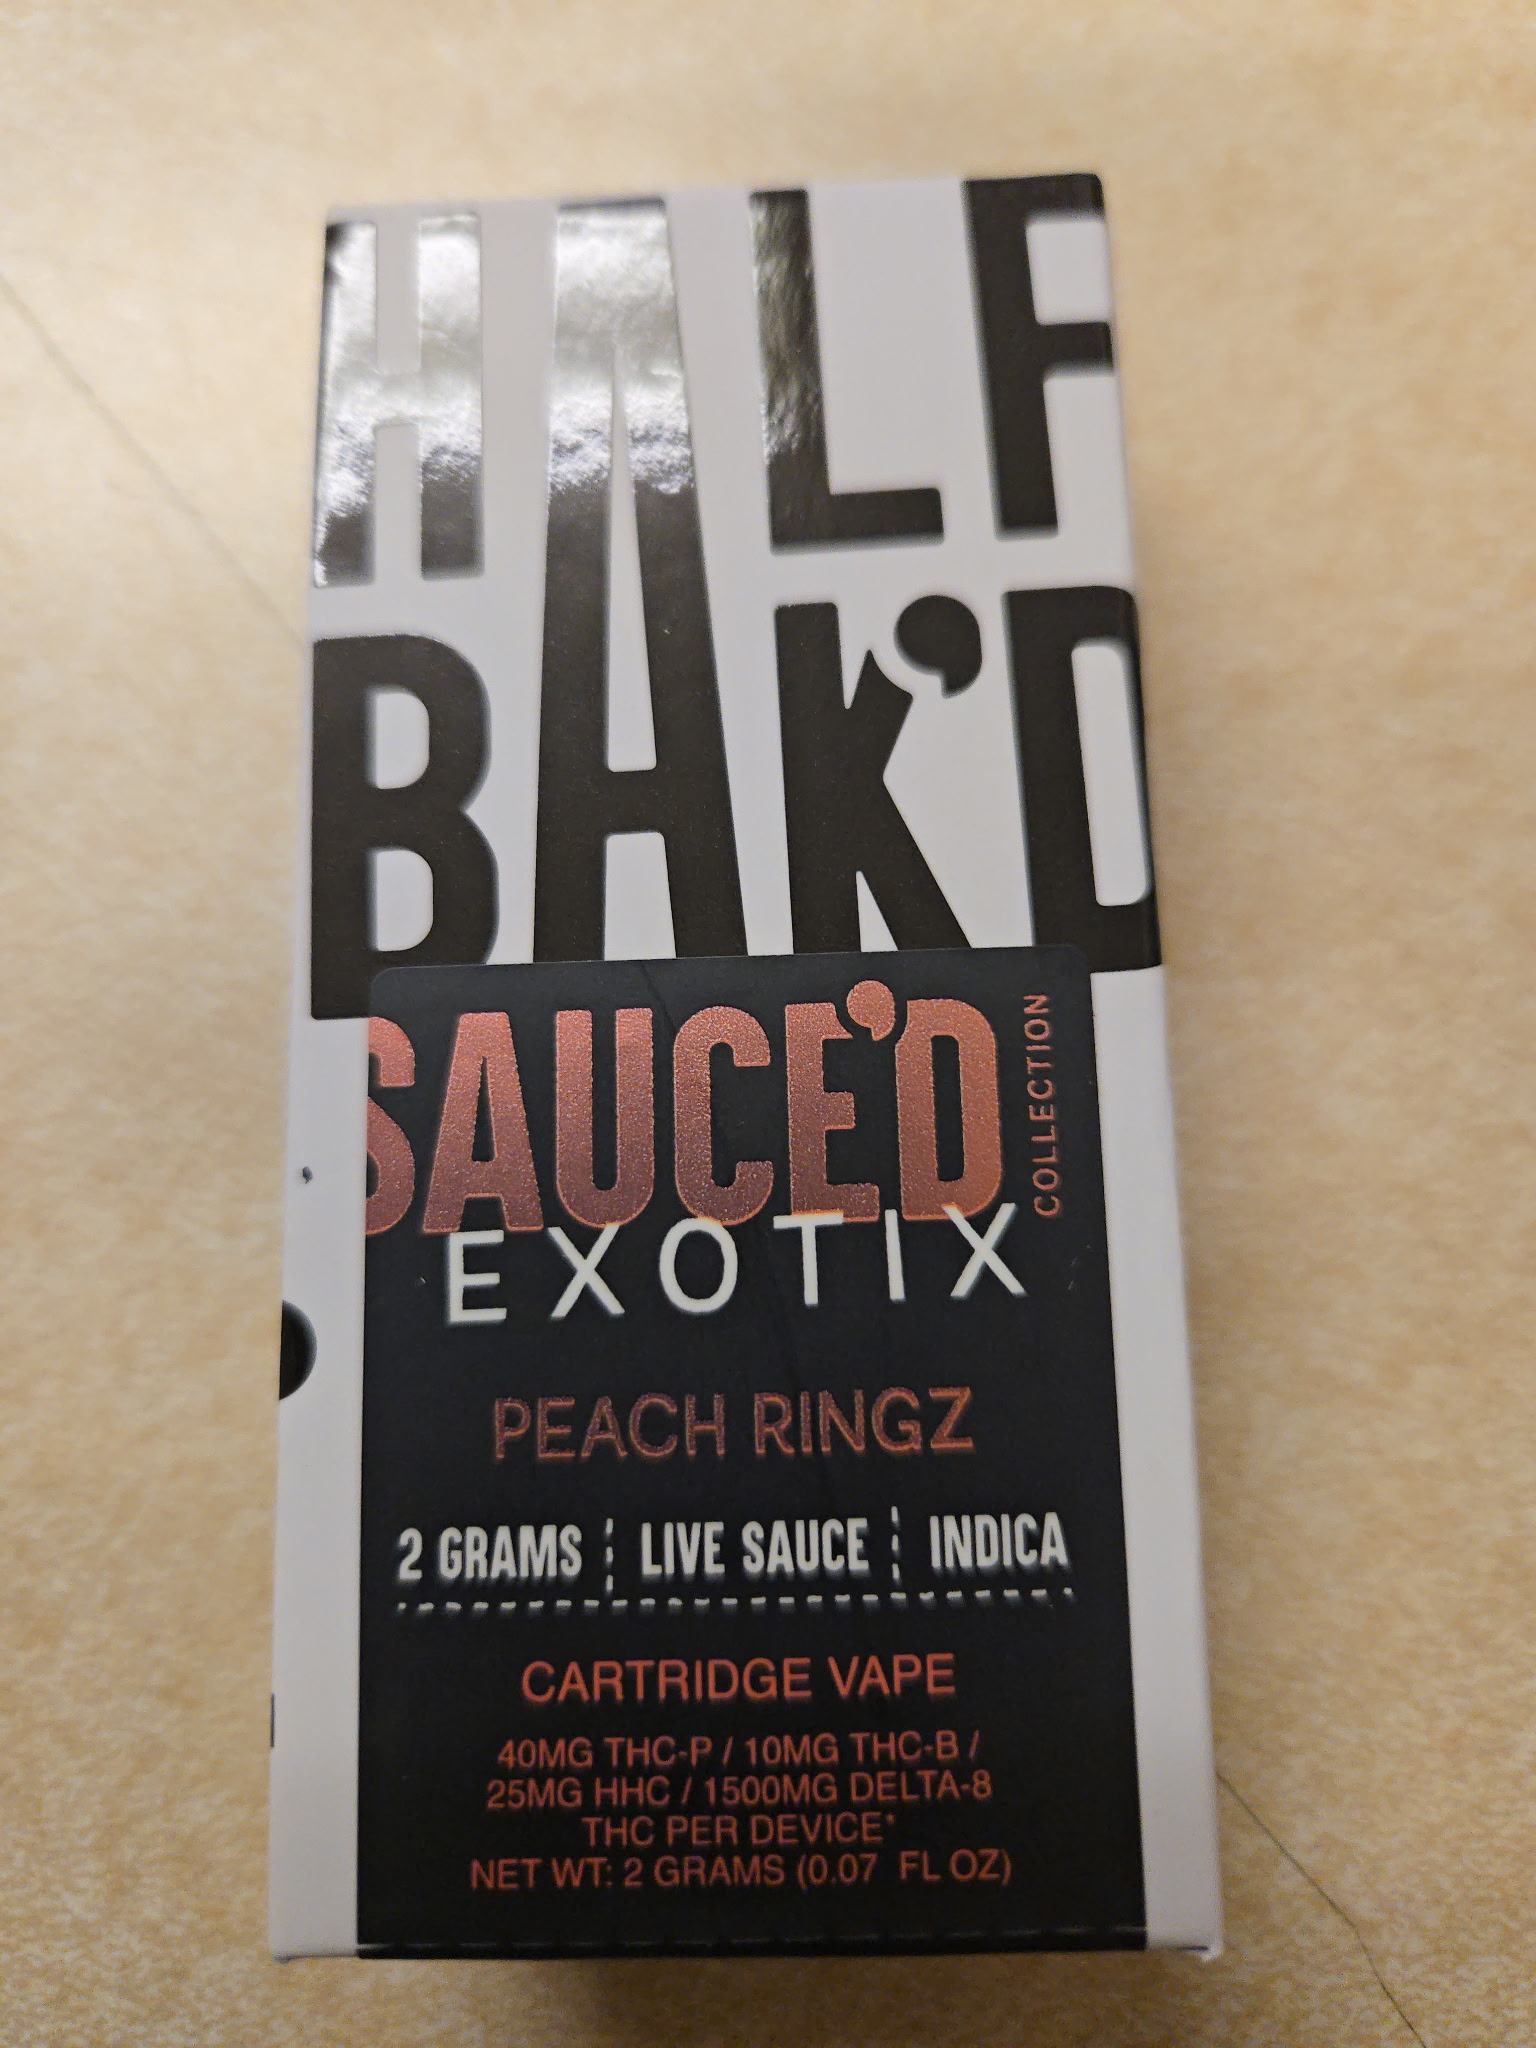 HALF
BAK'D
SAUCE'D
COLLECTION
EXOTIX
PEACH RINGZ
2 GRAMS ¦ LIVE SAUCE ¦ INDICA
CARTRIDGE VAPE
40MG THC-P / 10MG THC-B /
25MG HHC / 1500MG DELTA-8
THC PER DEVICE*
NET WT: 2 GRAMS (0.07 FL OZ)